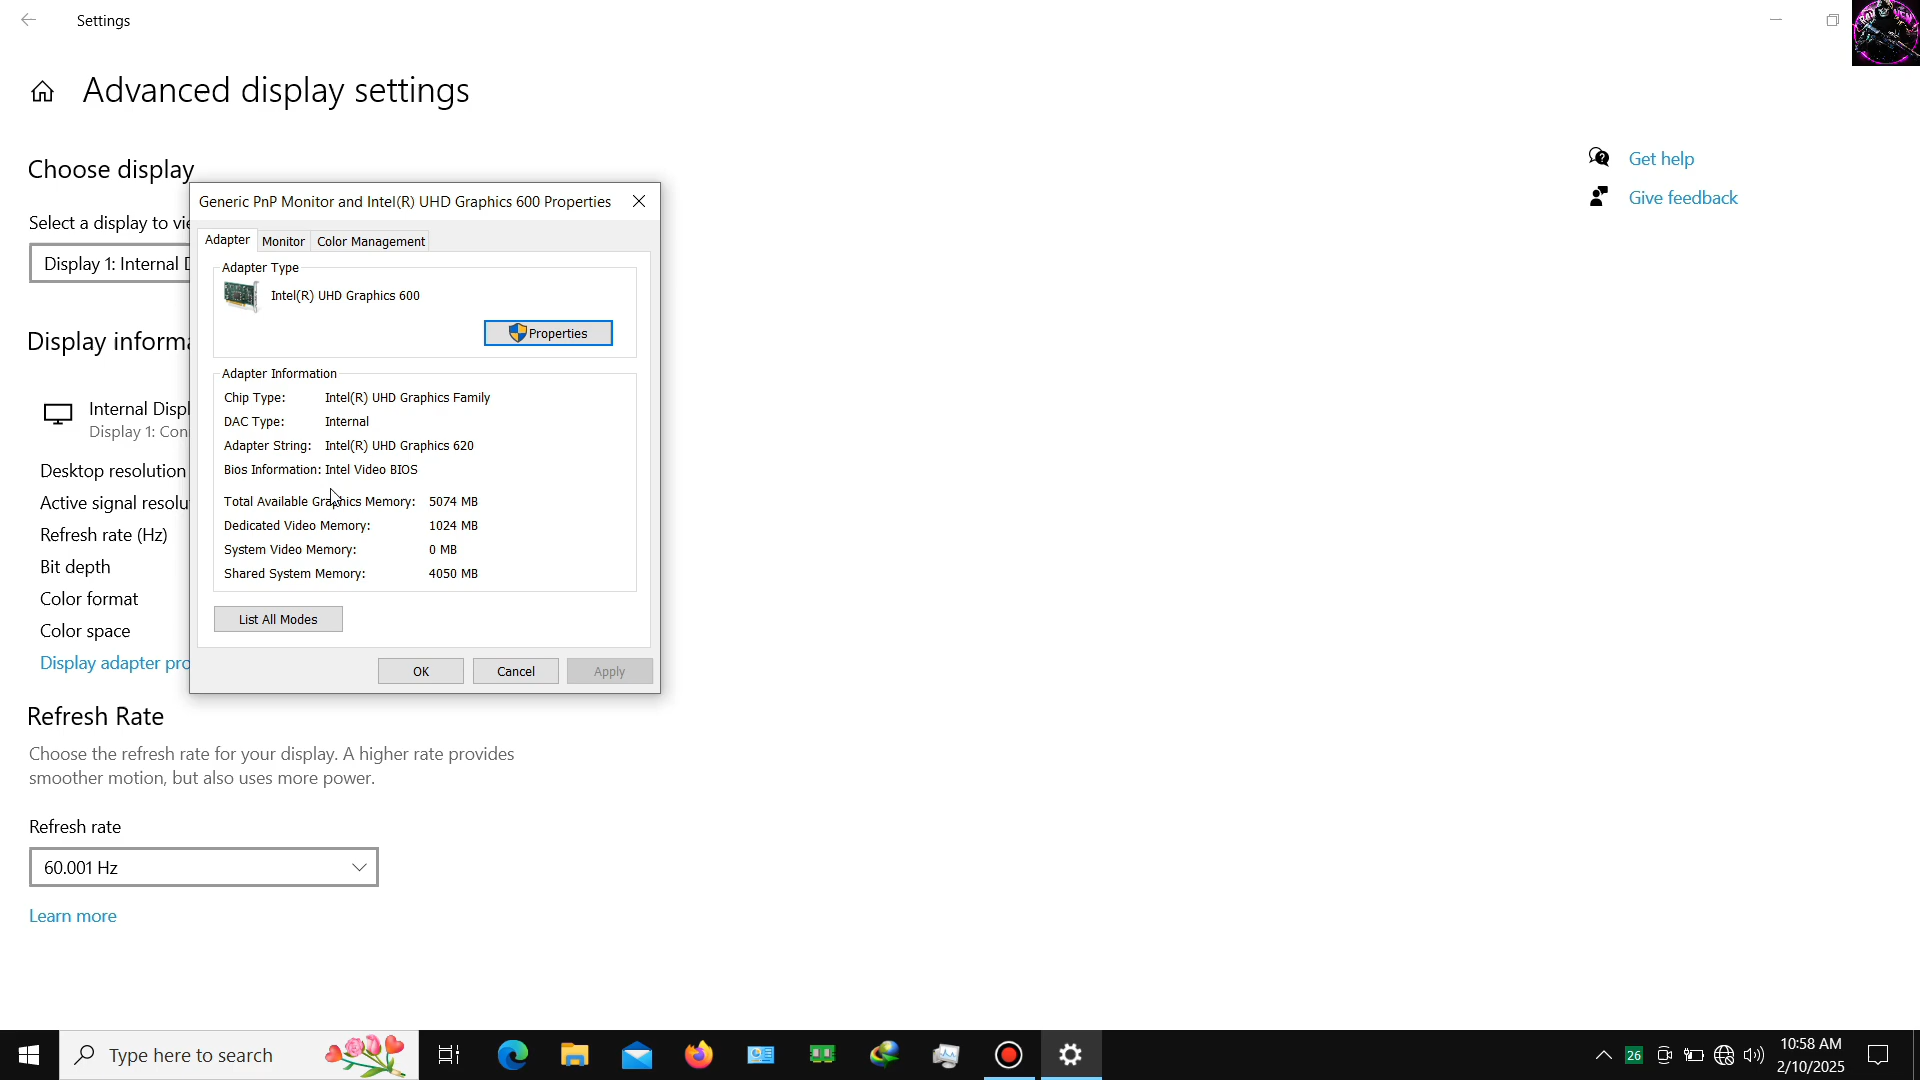 Settings
Advanced display settings
Choose display
Select a display to vie
Display 1: Internal D
Display informa
Internal Displ
Display 1: Con
Desktop resolution
Active signal resolu
Refresh rate (Hz)
Bit depth
Color format
Color space
Display adapter pro
Generic PnP Monitor and Intel(R) UHD Graphics 600 Properties
Adapter Monitor Color Management
Adapter Type
Intel(R) UHD Graphics 600
Properties
Adapter Information
Chip Type: Intel(R) UHD Graphics Family
DAC Type: Internal
Adapter String: Intel(R) UHD Graphics 620
Bios Information: Intel Video BIOS
Total Available Graphics Memory: 5074 MB
Dedicated Video Memory: 1024 MB
System Video Memory: 0 MB
Shared System Memory: 4050 MB
List All Modes
OK Cancel Apply
Refresh Rate
Choose the refresh rate for your display. A higher rate provides
smoother motion, but also uses more power.
Refresh rate
60.001 Hz
Learn more
Get help
Give feedback
Type here to search
26
10:58 AM
2/10/2025